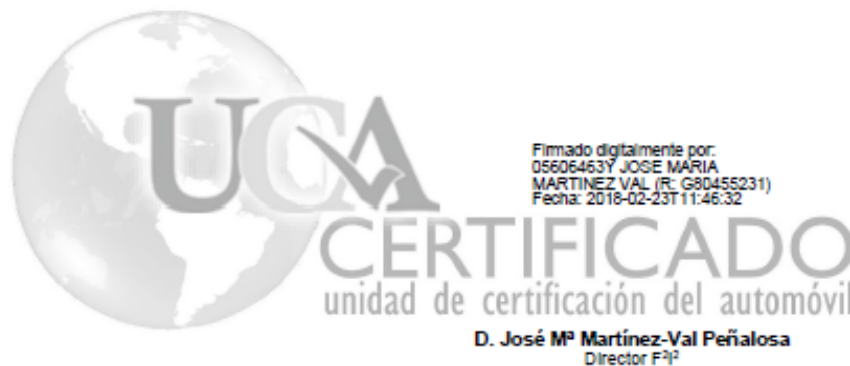 UCA
Firmado digitalmente por:
05606463Y JOSE MARIA
MARTINEZ VAL (R: G80455231)
Fecha: 2018-02-23T11:46:32
CERTIFICADO
unidad de certificación del automóvil
D. José Mª Martínez-Val Peñalosa
Director F²I²